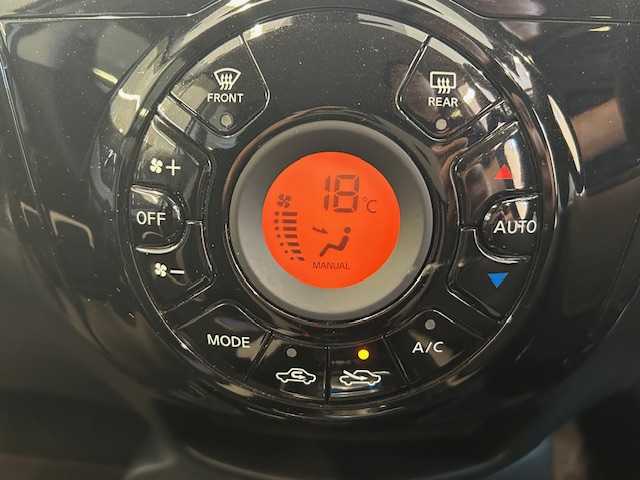 FRONT
REAR
+
18°C
OFF
AUTO
MANUAL
−
MODE
A/C